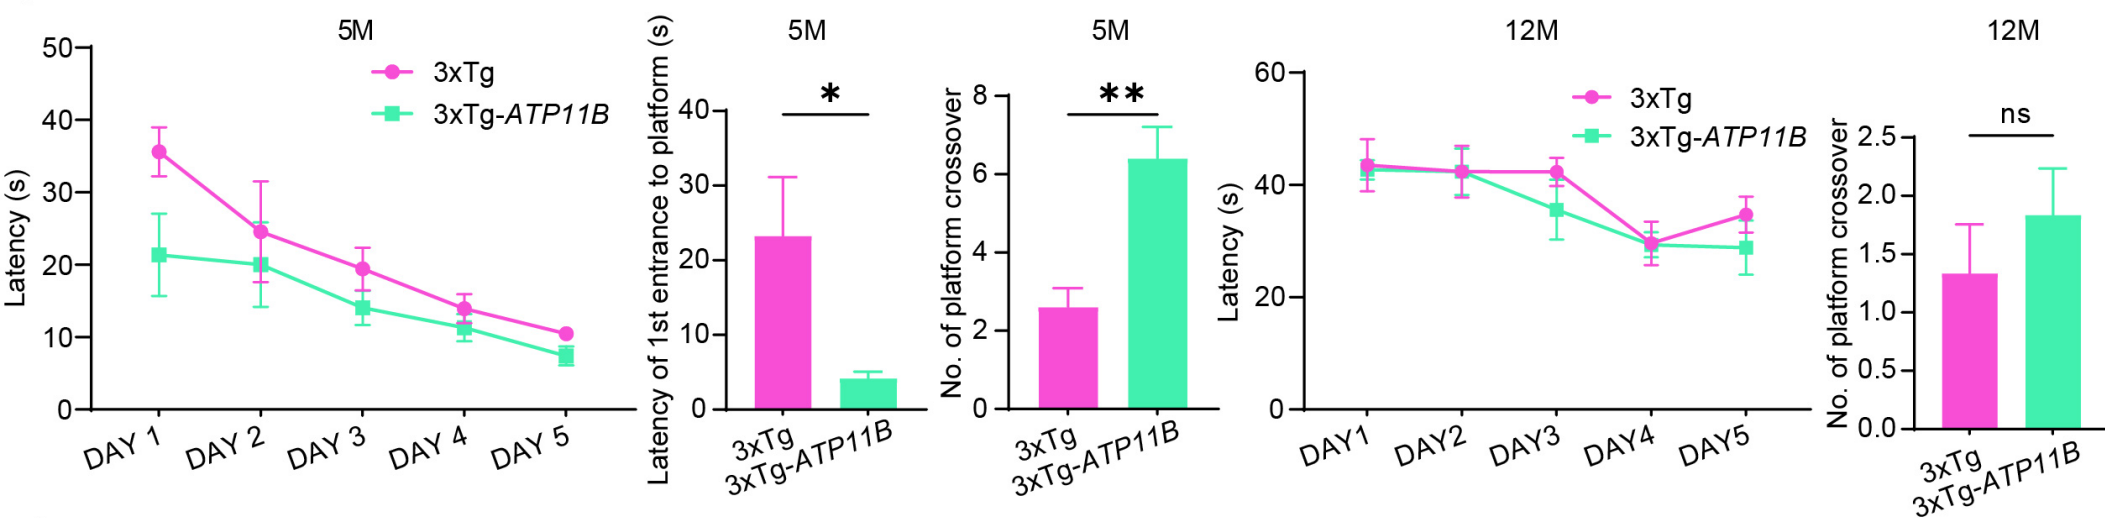 5M
50
40
30
20
10
0
Latency (s)
3xTg
3xTg-ATP11B
DAY 1
DAY 2
DAY 3
DAY 4
DAY 5
5M
Latency of 1st entrance to platform (s)
40
30
20
10
0
*
3xTg
3xTg-ATP11B
5M
No. of platform crossover
8
6
4
2
0
**
3xTg
3xTg-ATP11B
12M
Latency (s)
60
40
20
0
3xTg
3xTg-ATP11B
DAY1
DAY2
DAY3
DAY4
DAY5
12M
No. of platform crossover
2.5
2.0
1.5
1.0
0.5
0.0
ns
3xTg
3xTg-ATP11B